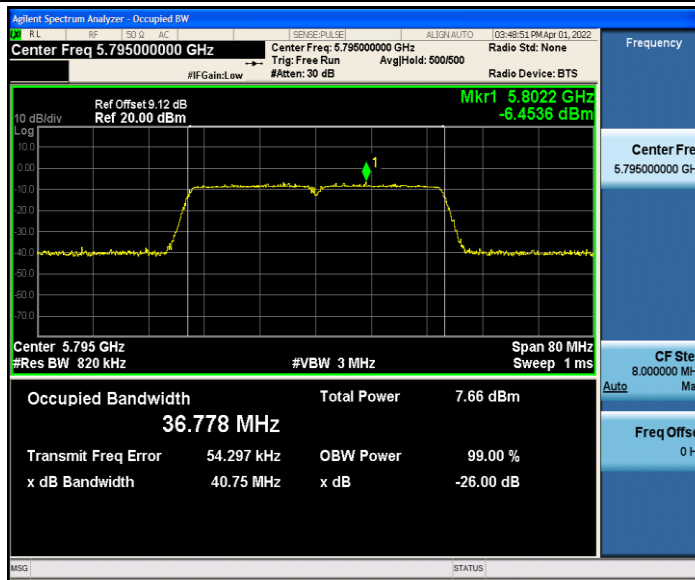 Agilent Spectrum Analyzer - Occupied BW
RL RF 50 Ω AC SENSE:PULSE ALIGN AUTO 03:48:51 PM Apr 01, 2022
Center Freq 5.795000000 GHz
Center Freq: 5.795000000 GHz
Radio Std: None
Trig: Free Run Avg|Hold: 500/500
#IFGain:Low #Atten: 30 dB Radio Device: BTS
Frequency
Ref Offset 9.12 dB
Ref 20.00 dBm
Mkr1 5.8022 GHz
-6.4536 dBm
10 dB/div
Log
10.0
0.00
-10.0
-20.0
-30.0
-40.0
-50.0
-60.0
-70.0
1
Center 5.795 GHz Span 80 MHz
#Res BW 820 kHz #VBW 3 MHz Sweep 1 ms
Occupied Bandwidth
36.778 MHz
Total Power 7.66 dBm
Transmit Freq Error 54.297 kHz OBW Power 99.00 %
x dB Bandwidth 40.75 MHz x dB -26.00 dB
Center Fre
5.795000000 GH
CF Ste
8.000000 MH
Auto Ma
Freq Offse
0 H
MSG STATUS